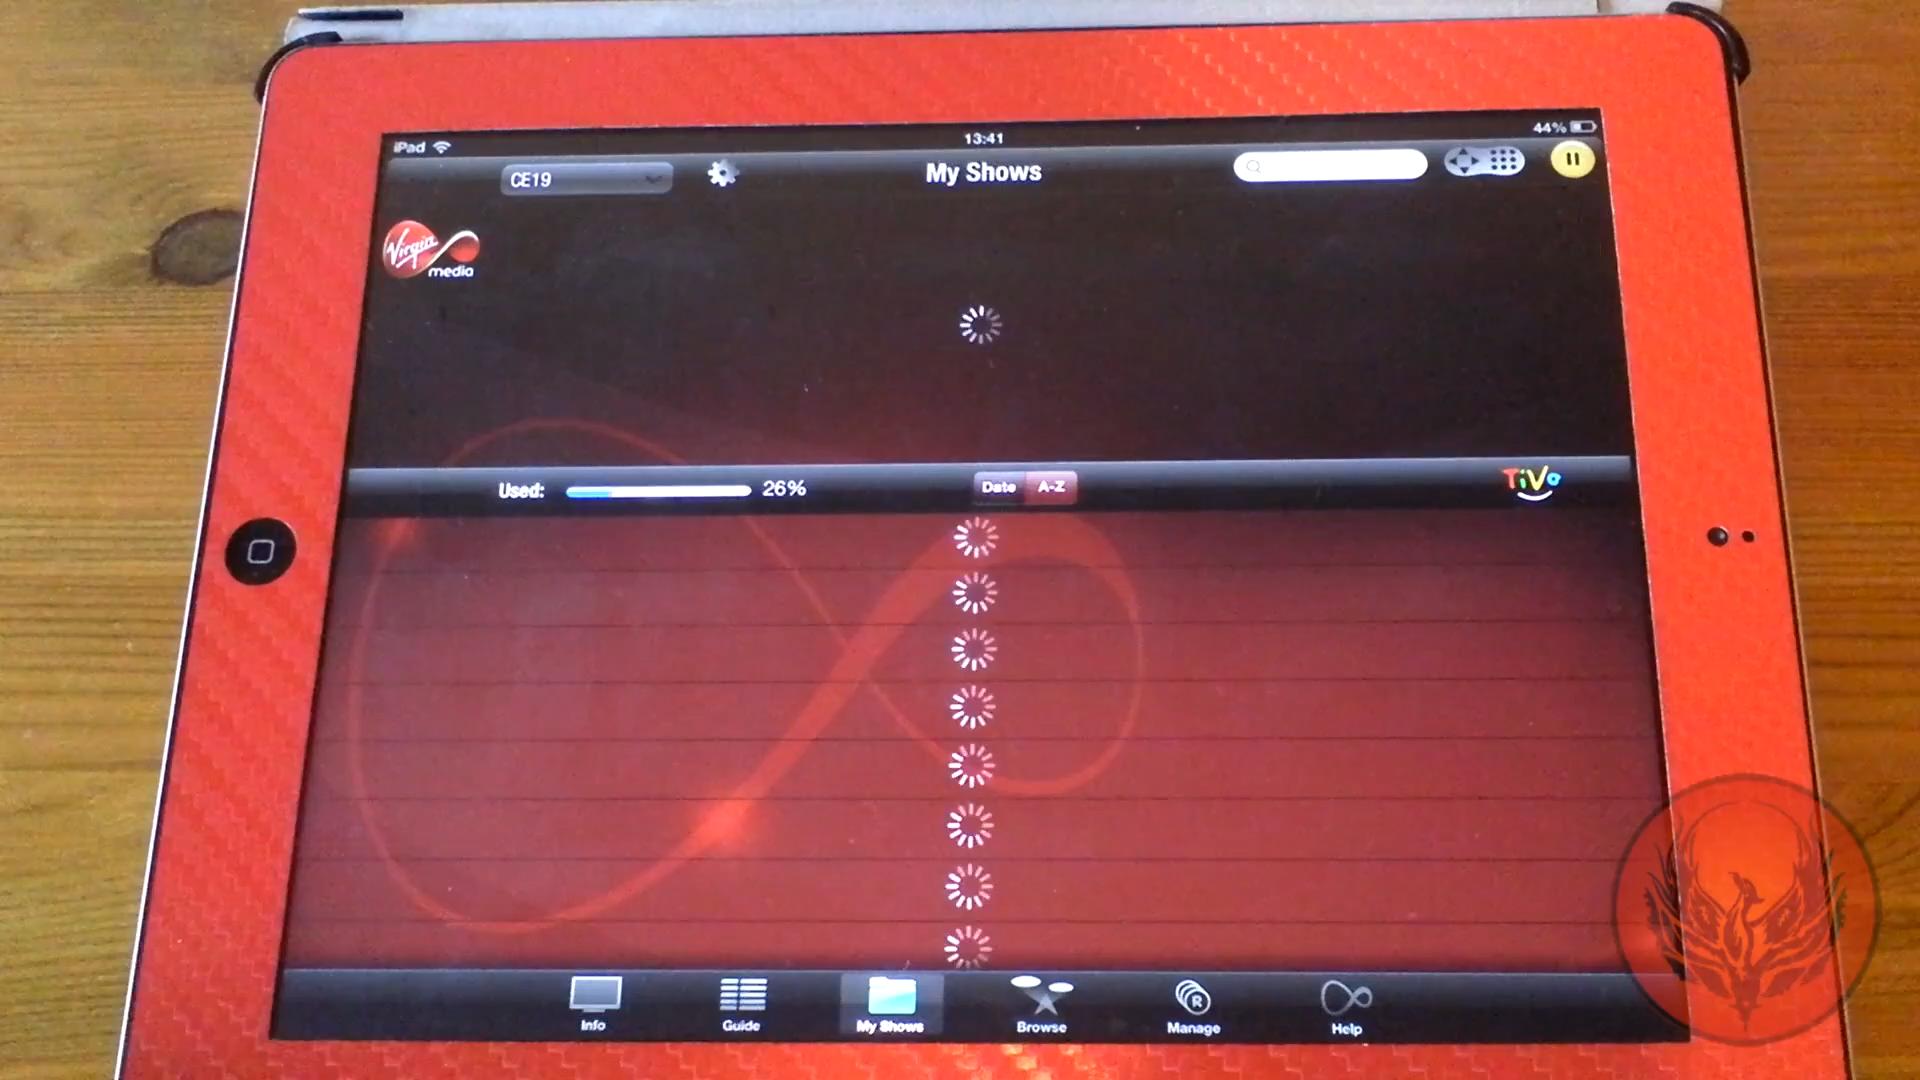 iPad 13:41 44%
CE19 My Shows
Virgin
media
Used: 26% Date A-Z TiVo
Info Guide My Shows Browse Manage Help